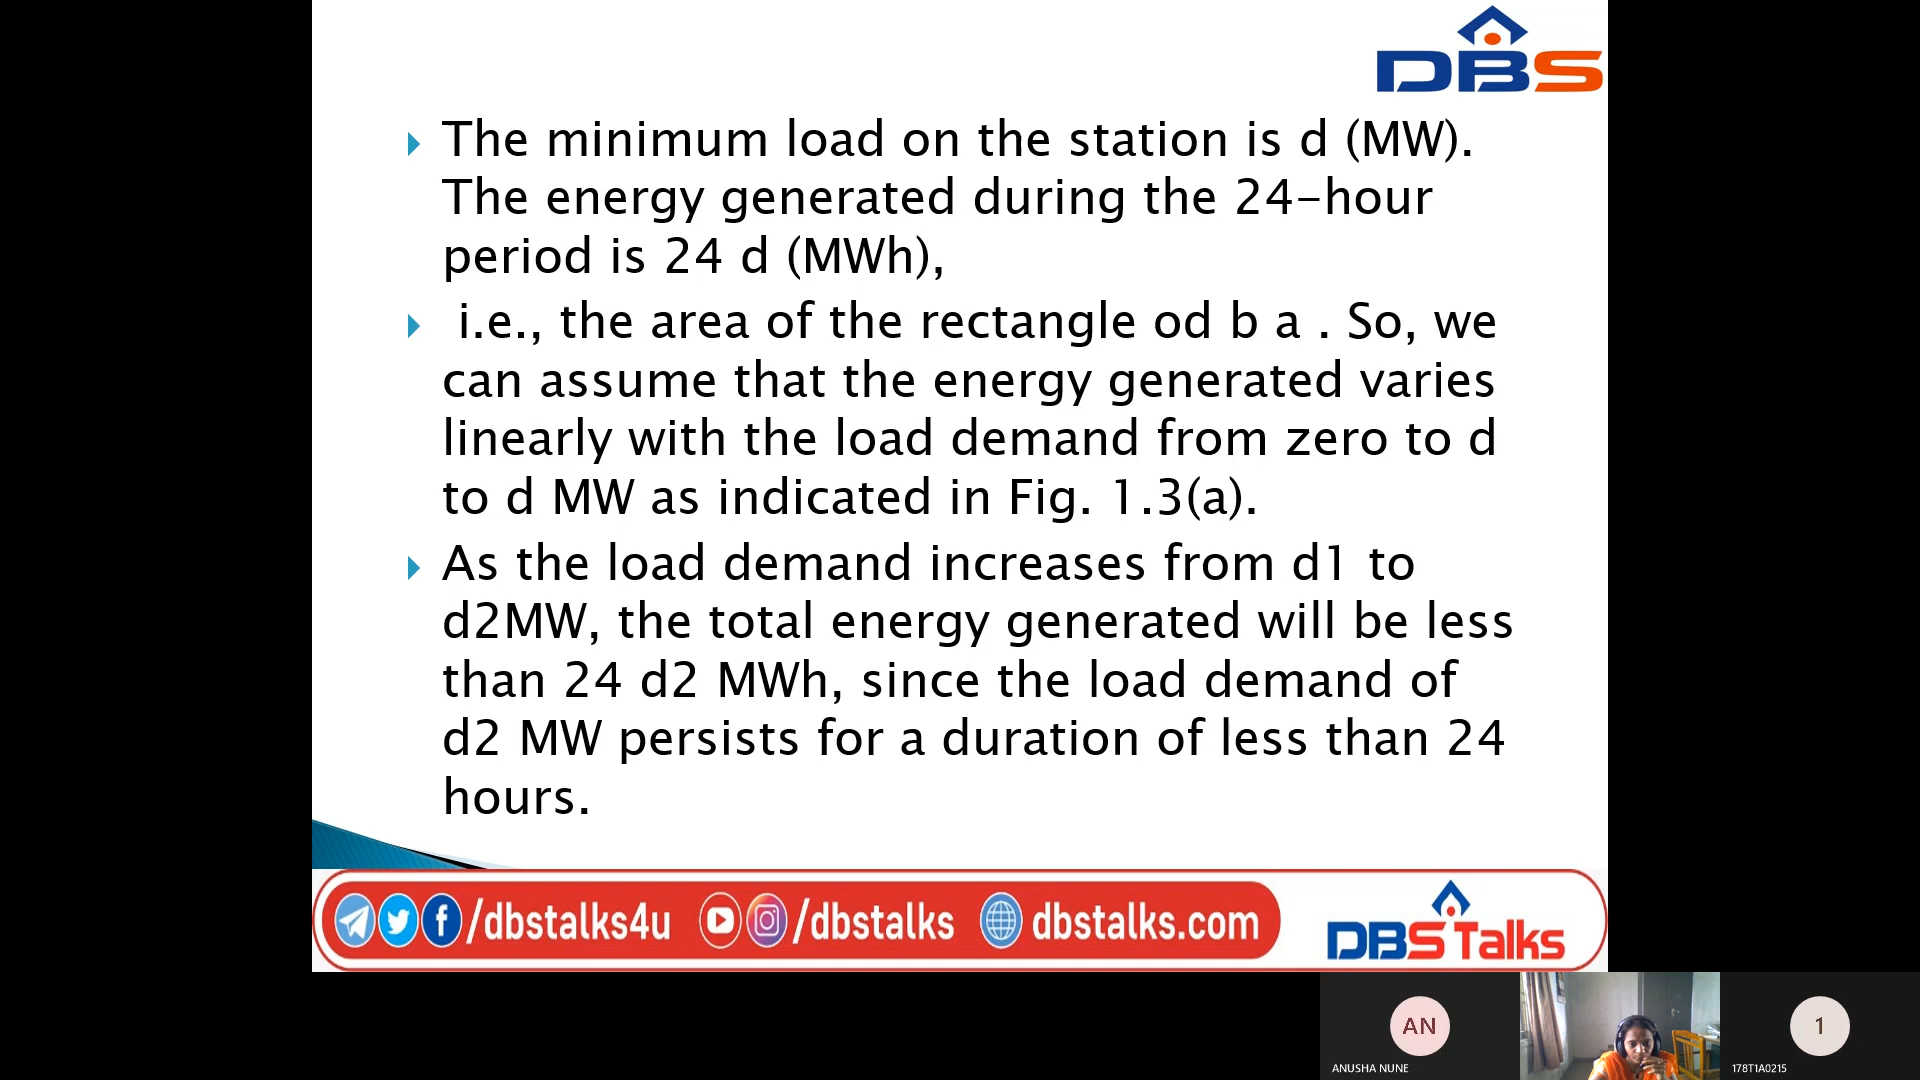 DBS
The minimum load on the station is d (MW).
The energy generated during the 24-hour
period is 24 d (MWh),
i.e., the area of the rectangle od b a . So, we
can assume that the energy generated varies
linearly with the load demand from zero to d
to d MW as indicated in Fig. 1.3(a).
As the load demand increases from d1 to
d2MW, the total energy generated will be less
than 24 d2 MWh, since the load demand of
d2 MW persists for a duration of less than 24
hours.
/dbstalks4u /dbstalks dbstalks.com DBS Talks
AN 1
ANUSHA NUNE 178T1A0215